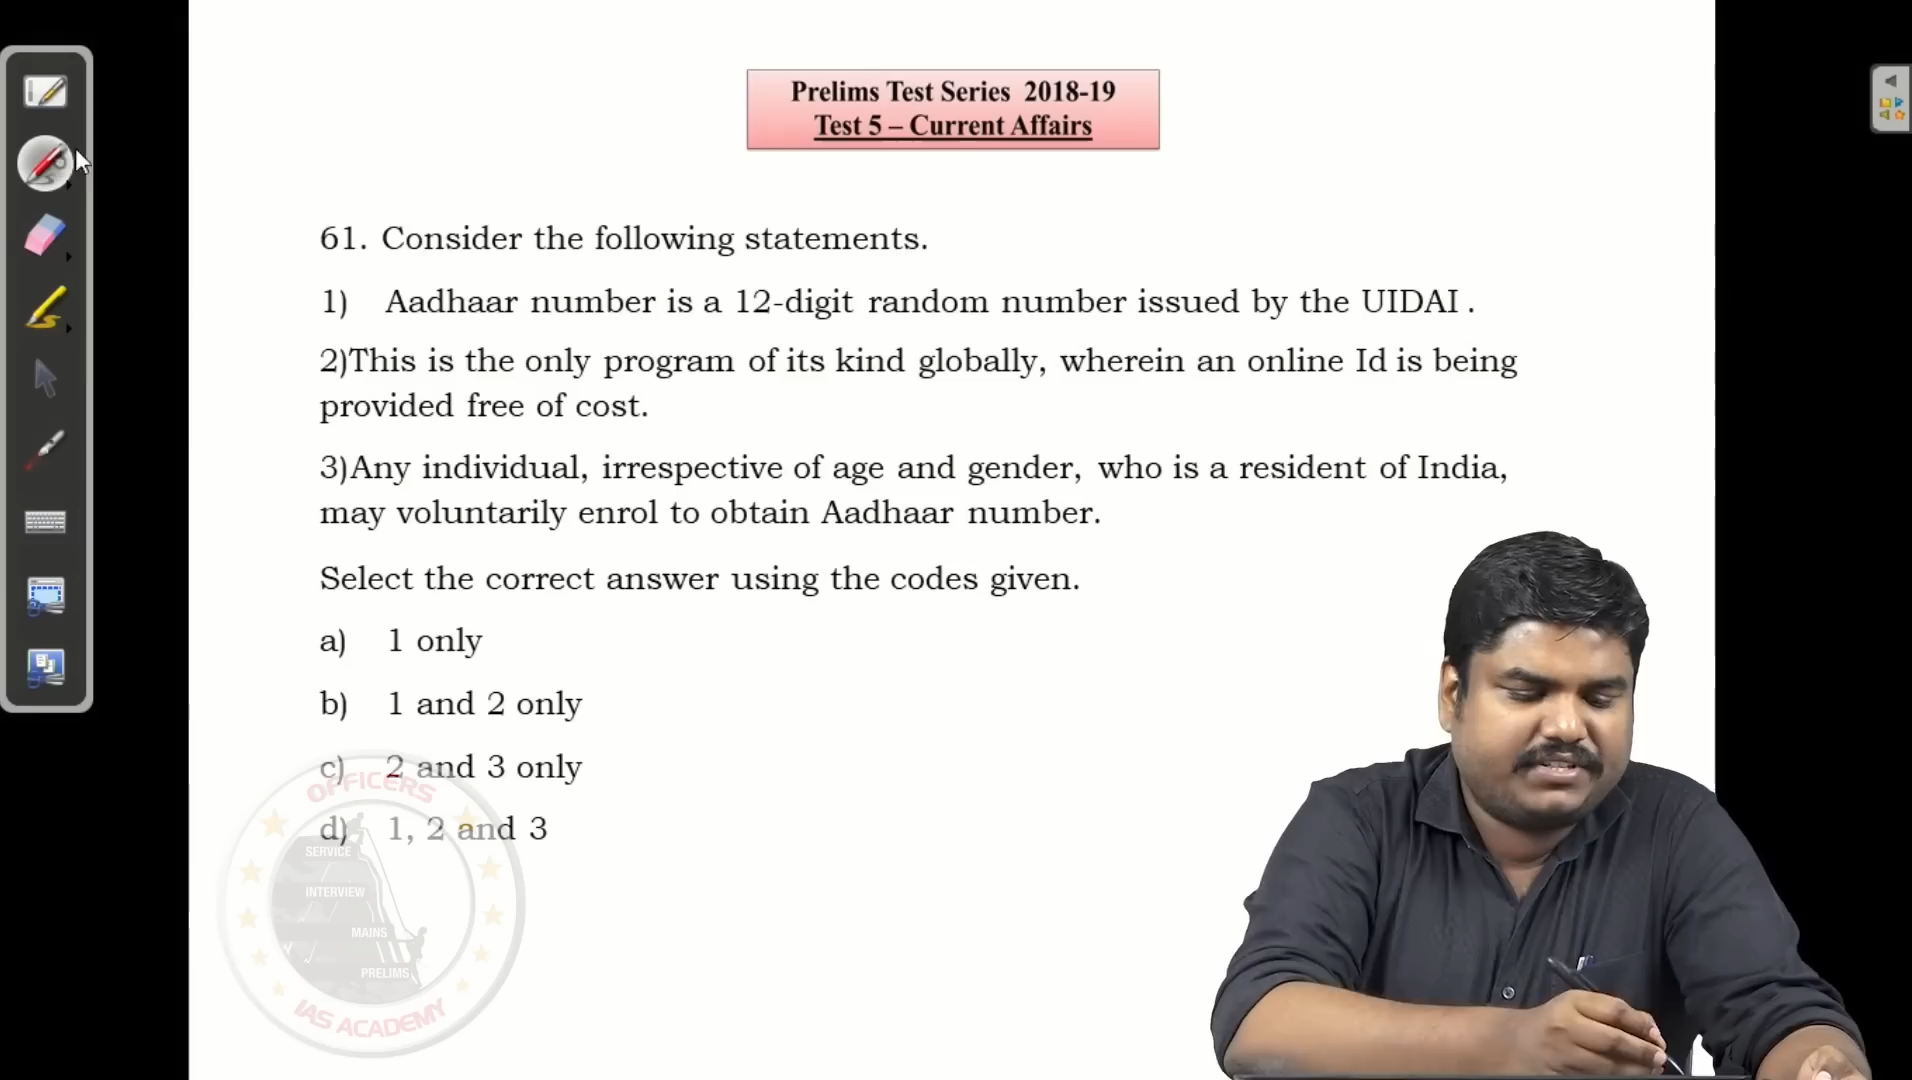 Prelims Test Series 2018-19
Test 5 – Current Affairs
61. Consider the following statements.
1) Aadhaar number is a 12-digit random number issued by the UIDAI .
2)This is the only program of its kind globally, wherein an online Id is being
provided free of cost.
3)Any individual, irrespective of age and gender, who is a resident of India,
may voluntarily enrol to obtain Aadhaar number.
Select the correct answer using the codes given.
a) 1 only
b) 1 and 2 only
c) 2 and 3 only
d) 1, 2 and 3
OFFICERS
SERVICE
INTERVIEW
MAINS
PRELIMS
IAS ACADEMY